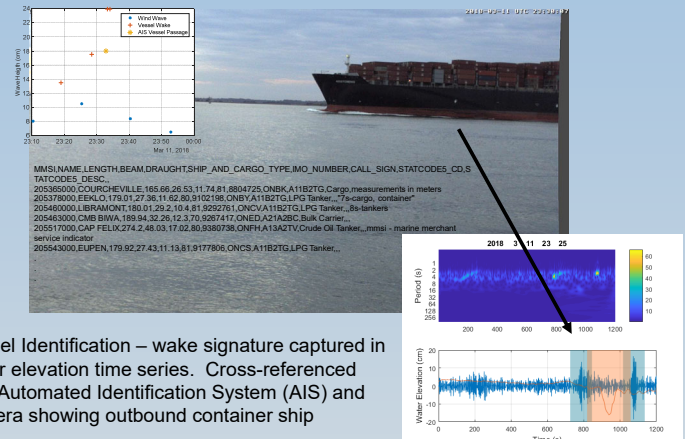 2018-03-11 UTC 23:30:07
24
22
20
18
16
14
12
10
8
6
Wave Heigth (cm)
Wind Wave
Vessel Wake
AIS Vessel Passage
23:10 23:20 23:30 23:40 23:50 00:00
Mar 11, 2018
MMSI,NAME,LENGTH,BEAM,DRAUGHT,SHIP_AND_CARGO_TYPE,IMO_NUMBER,CALL_SIGN,STATCODE5_CD,S
TATCODE5_DESC,,
205365000,COURCHEVILLE,165.66,26.53,11.74,81,8804725,ONBK,A11B2TG,Cargo,measurements in meters
205378000,EEKLO,179.01,27.36,11.62,80,9102198,ONBY,A11B2TG,LPG Tanker,,,"7s-cargo, container"
205460000,LIBRAMONT,180.01,29.2,10.4,81,9292761,ONCV,A11B2TG,LPG Tanker,,,8s-tankers
205463000,CMB BIWA,189.94,32.26,12.3,70,9267417,ONED,A21A2BC,Bulk Carrier,,,
205517000,CAP FELIX,274.2,48.03,17.02,80,9380738,ONFH,A13A2TV,Crude Oil Tanker,,,mmsi - marine merchant
service indicator
205543000,EUPEN,179.92,27.43,11.13,81,9177806,ONCS,A11B2TG,LPG Tanker,,,
2018 3 11 23 25
Period (s)
1
2
4
8
16
32
64
128
256
200 400 600 800 1000 1200
60
50
40
30
20
10
Water Elevation (cm)
20
10
0
-10
-20
0 200 400 600 800 1000 1200
Time (s)
el Identification – wake signature captured in
r elevation time series. Cross-referenced
Automated Identification System (AIS) and
era showing outbound container ship